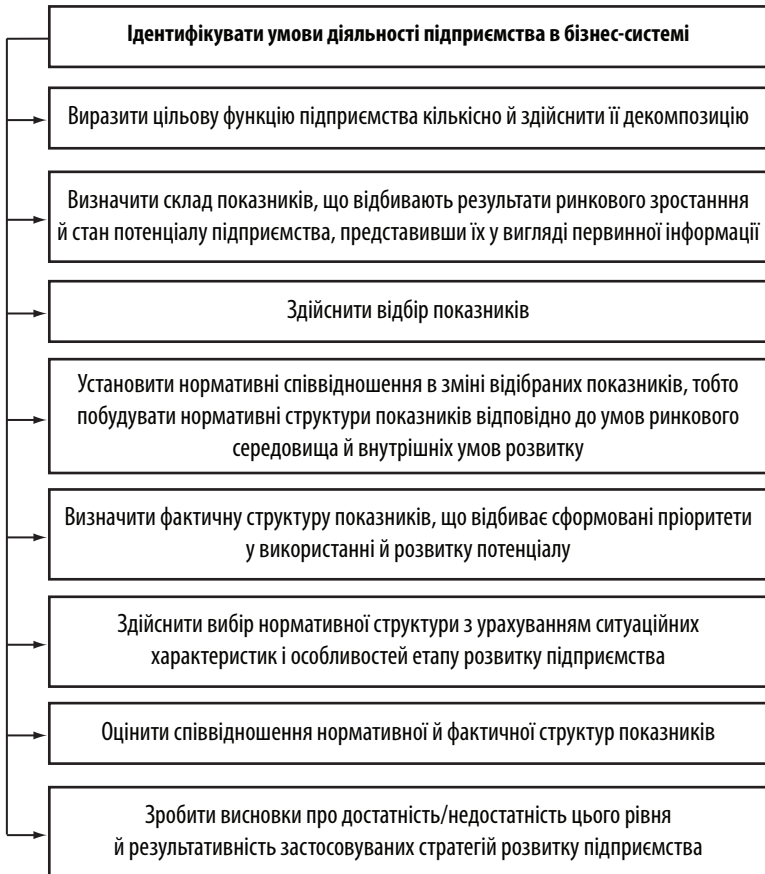 Ідентифікувати умови діяльності підприємства в бізнес-системі
Виразити цільову функцію підприємства кількісно й здійснити її декомпозицію
Визначити склад показників, що відбивають результати ринкового зростанння
й стан потенціалу підприємства, представивши їх у вигляді первинної інформації
Здійснити відбір показників
Установити нормативні співвідношення в зміні відібраних показників, тобто
побудувати нормативні структури показників відповідно до умов ринкового
середовища й внутрішніх умов розвитку
Визначити фактичну структуру показників, що відбиває сформовані пріоритети
у використанні й розвитку потенціалу
Здійснити вибір нормативної структури з урахуванням ситуаційних
характеристик і особливостей етапу розвитку підприємства
Оцінити співвідношення нормативної й фактичної структур показників
Зробити висновки про достатність/недостатність цього рівня
й результативність застосовуваних стратегій розвитку підприємства